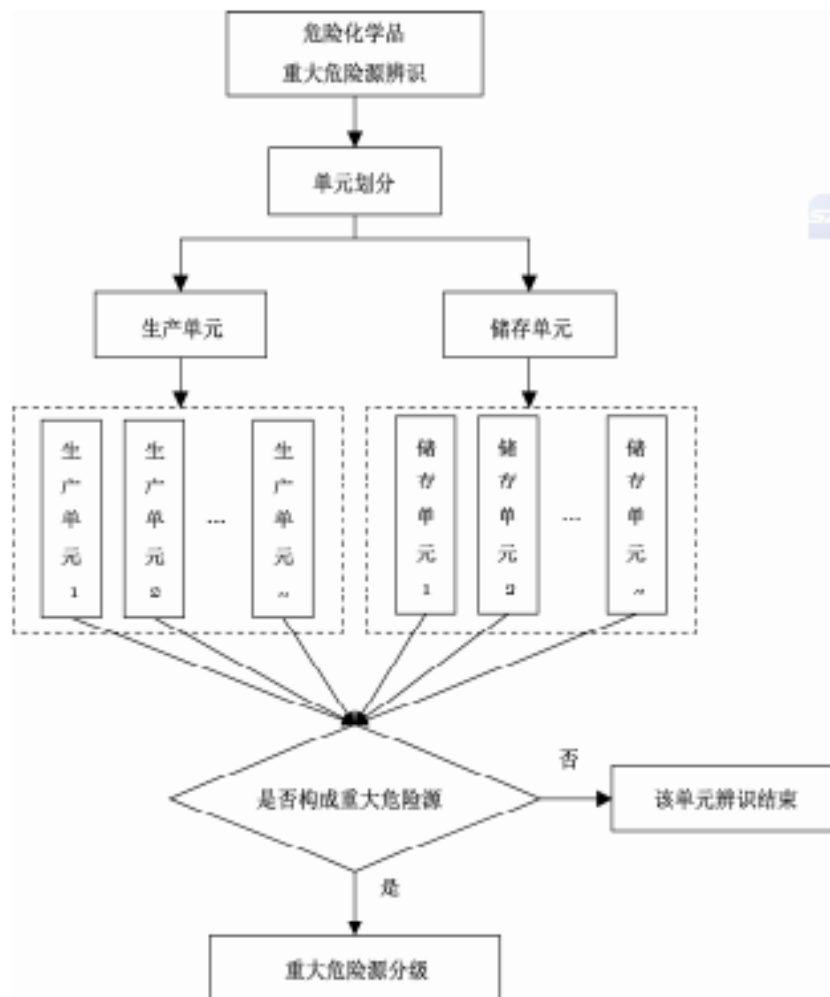 危险化学品
重大危险源辨识
单元划分
生产单元
储存单元
生产单元1
生产单元2
...
生产单元n
储存单元1
储存单元2
...
储存单元n
是否构成重大危险源
否
该单元辨识结束
是
重大危险源分级